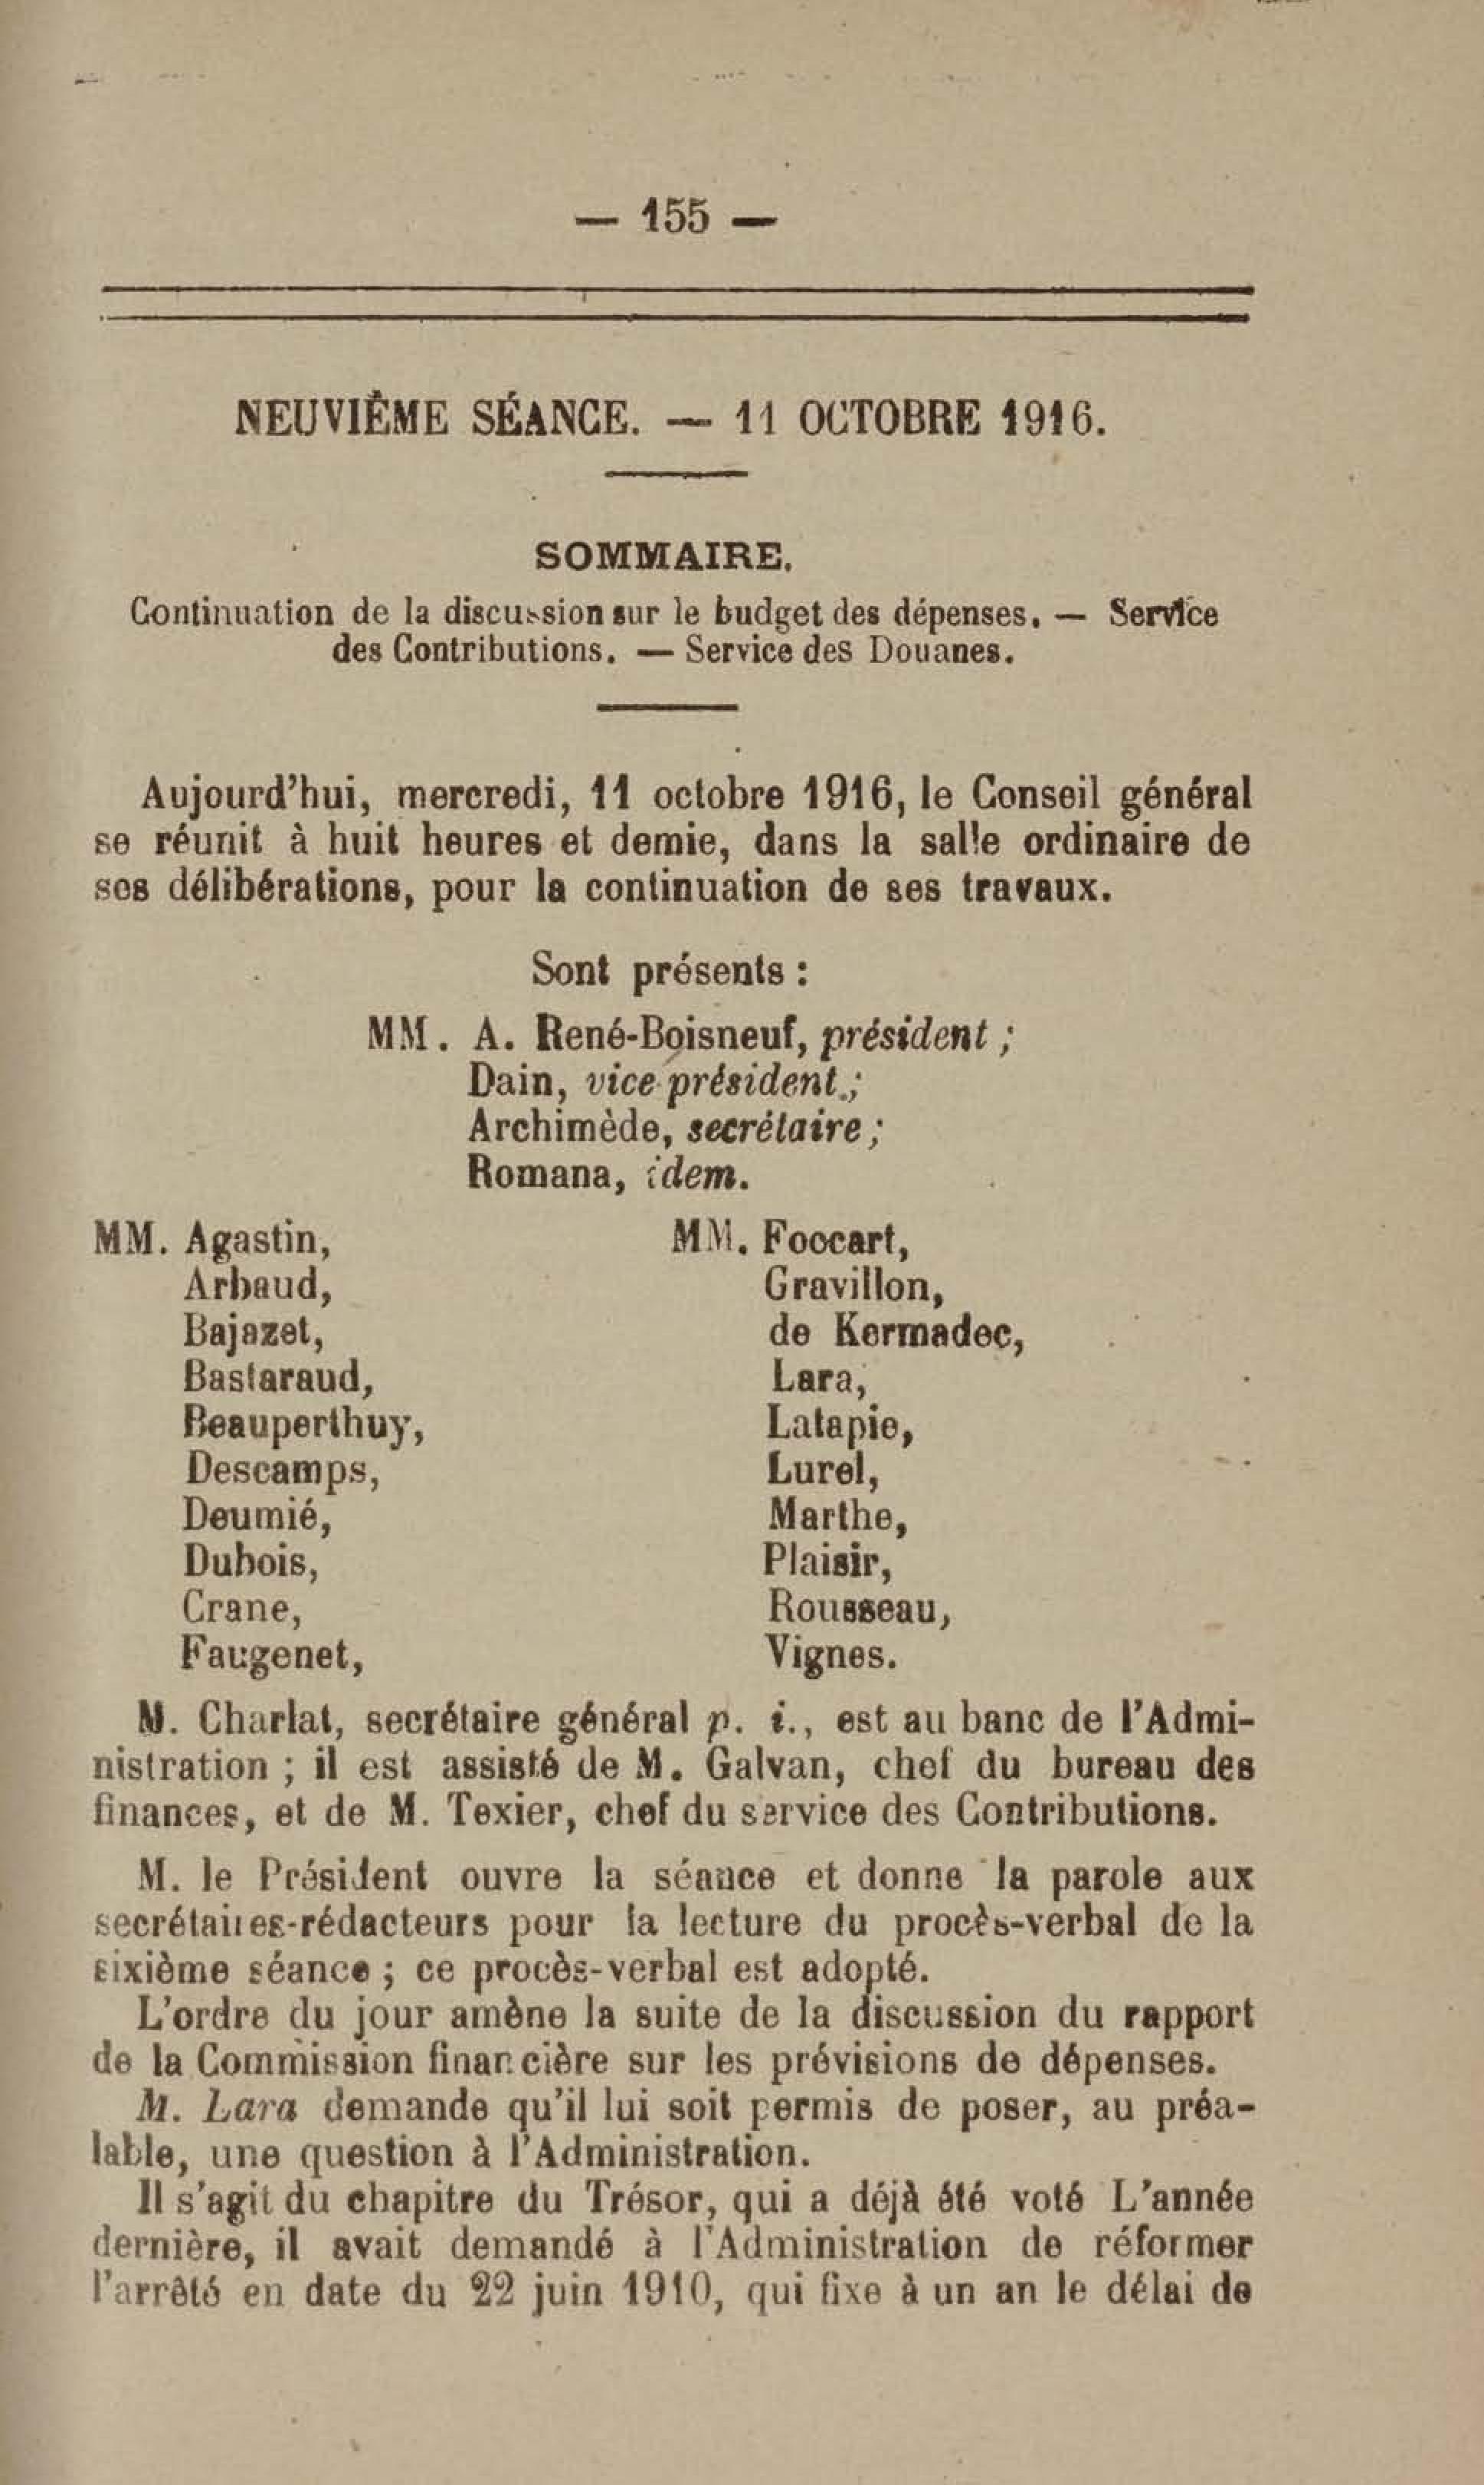 — 155 —
NEUVIÈME SÉANCE. — 11 OCTOBRE 1916.
SOMMAIRE.
Continuation de la discussion sur le budget des dépenses. — Service
des Contributions. — Service des Douanes.
Aujourd'hui, mercredi, 11 octobre 1916, le Conseil général
se réunit à huit heures et demie, dans la salle ordinaire de
ses délibérations, pour la continuation de ses travaux.
Sont présents :
MM. A. René-Boisneuf, président ;
Dain, vice-président ;
Archimède, secrétaire ;
Romana, idem.
MM. Agastin,
Arbaud,
Bajazet,
Bastaraud,
Beauperthuy,
Descamps,
Deumié,
Dubois,
Crane,
Faugenet,
MM. Foccart,
Gravillon,
de Kermadec,
Lara,
Latapie,
Lurel,
Marthe,
Plaisir,
Rousseau,
Vignes.
M. Charlat, secrétaire général p. i., est au banc de l'Admi-
nistration ; il est assisté de M. Galvan, chef du bureau des
finances, et de M. Texier, chef du service des Contributions.
M. le Président ouvre la séance et donne la parole aux
secrétaires-rédacteurs pour la lecture du procès-verbal de la
sixième séance ; ce procès-verbal est adopté.
L'ordre du jour amène la suite de la discussion du rapport
de la Commission financière sur les prévisions de dépenses.
M. Lara demande qu'il lui soit permis de poser, au préa-
lable, une question à l'Administration.
Il s'agit du chapitre du Trésor, qui a déjà été voté L'année
dernière, il avait demandé à l'Administration de réformer
l'arrêté en date du 22 juin 1910, qui fixe à un an le délai de